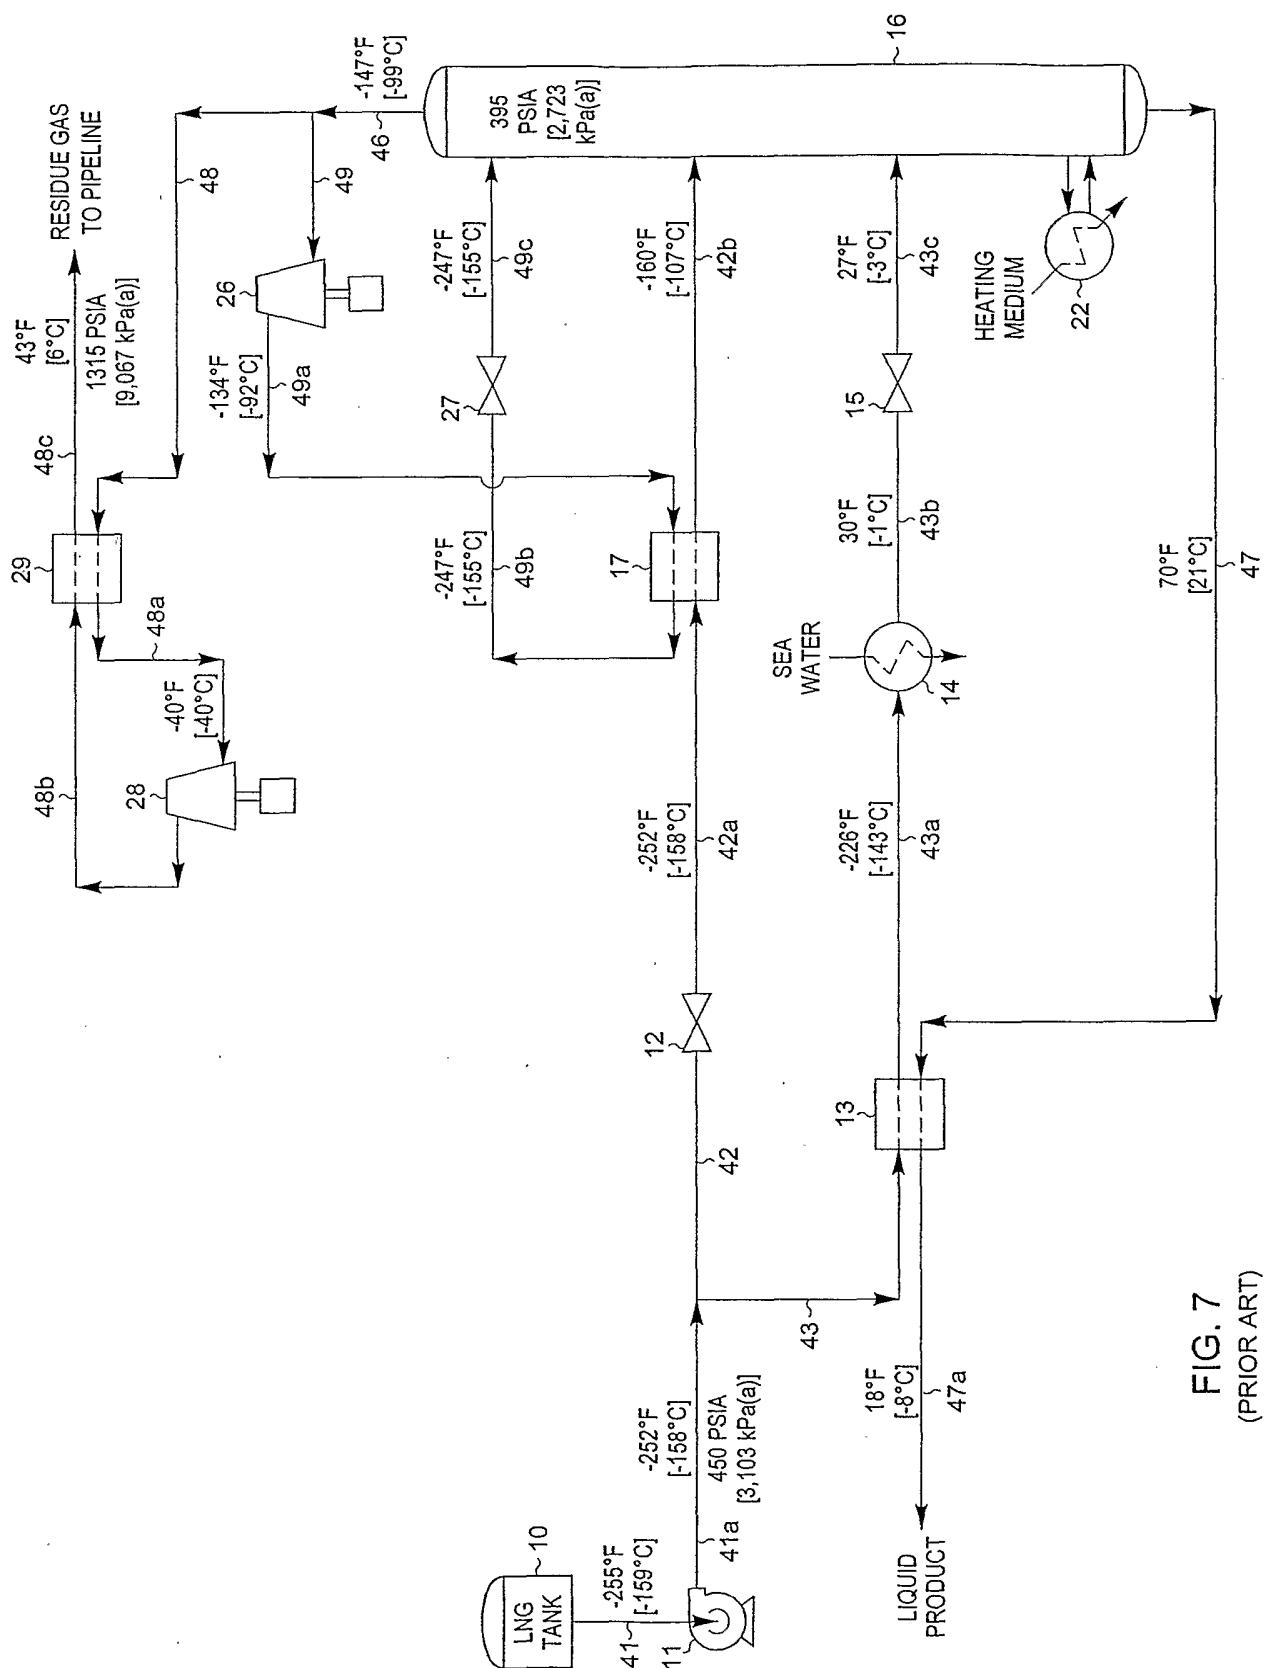 RESIDUE GAS
TO PIPELINE
43°F
[6°C]
1315 PSIA
[9,067 kPa(a)]
48c
29
48b
48
48a
-40°F
[-40°C]
28
49
26
-134°F
[-92°C]
49a
-147°F
[-99°C]
46
16
395
PSIA
[2,723
kPa(a)]
-247°F
[-155°C]
49c
27
-247°F
[-155°C]
49b
-160°F
[-107°C]
42b
17
-252°F
[-158°C]
42a
12
42
27°F
[-3°C]
43c
15
30°F
[-1°C]
43b
SEA
WATER
14
-226°F
[-143°C]
43a
13
43
HEATING
MEDIUM
22
70°F
[21°C]
47
18°F
[-8°C]
47a
LIQUID
PRODUCT
-252°F
[-158°C]
450 PSIA
[3,103 kPa(a)]
41a
10
LNG
TANK
-255°F
[-159°C]
41
11
FIG. 7
(PRIOR ART)